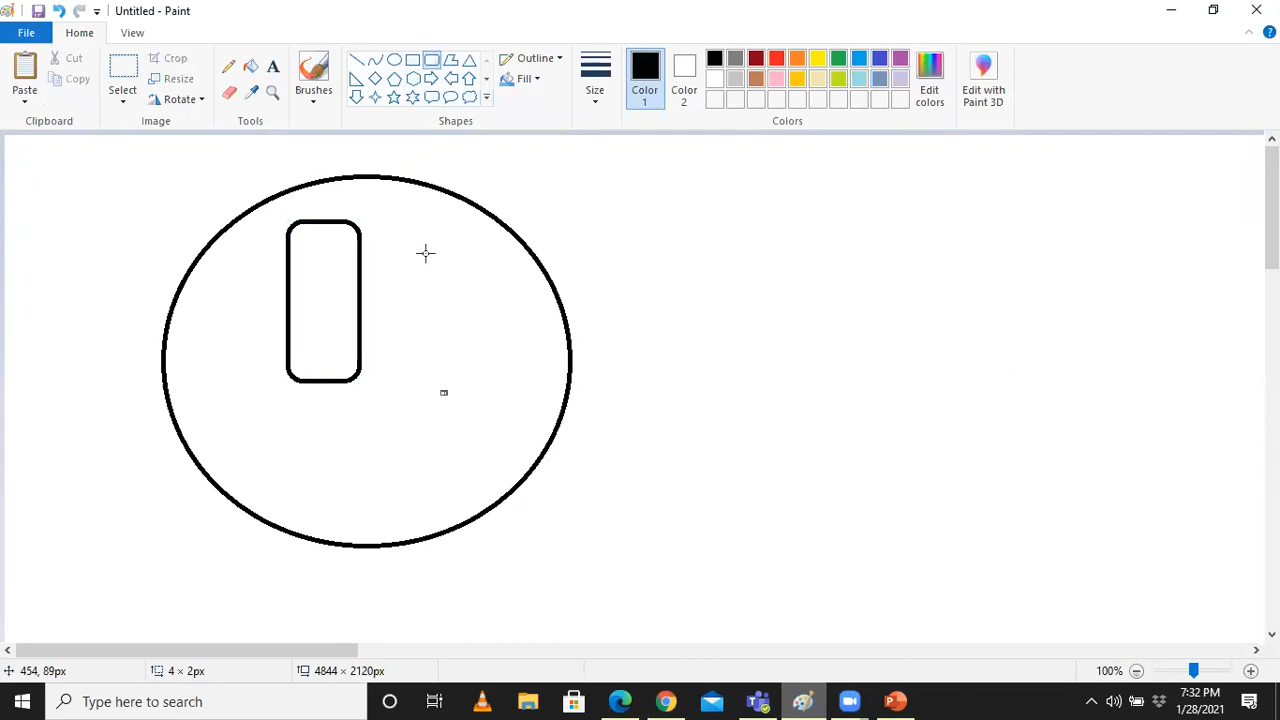 Untitled - Paint
File Home View
Cut
Crop
Outline
Copy
Resize
Fill
Paste Select Rotate Brushes Size Color 1 Color 2 Edit colors Edit with Paint 3D
A
Clipboard Image Tools Shapes Colors
454, 89px 4 × 2px 4844 × 2120px 100%
Type here to search
7:32 PM
1/28/2021